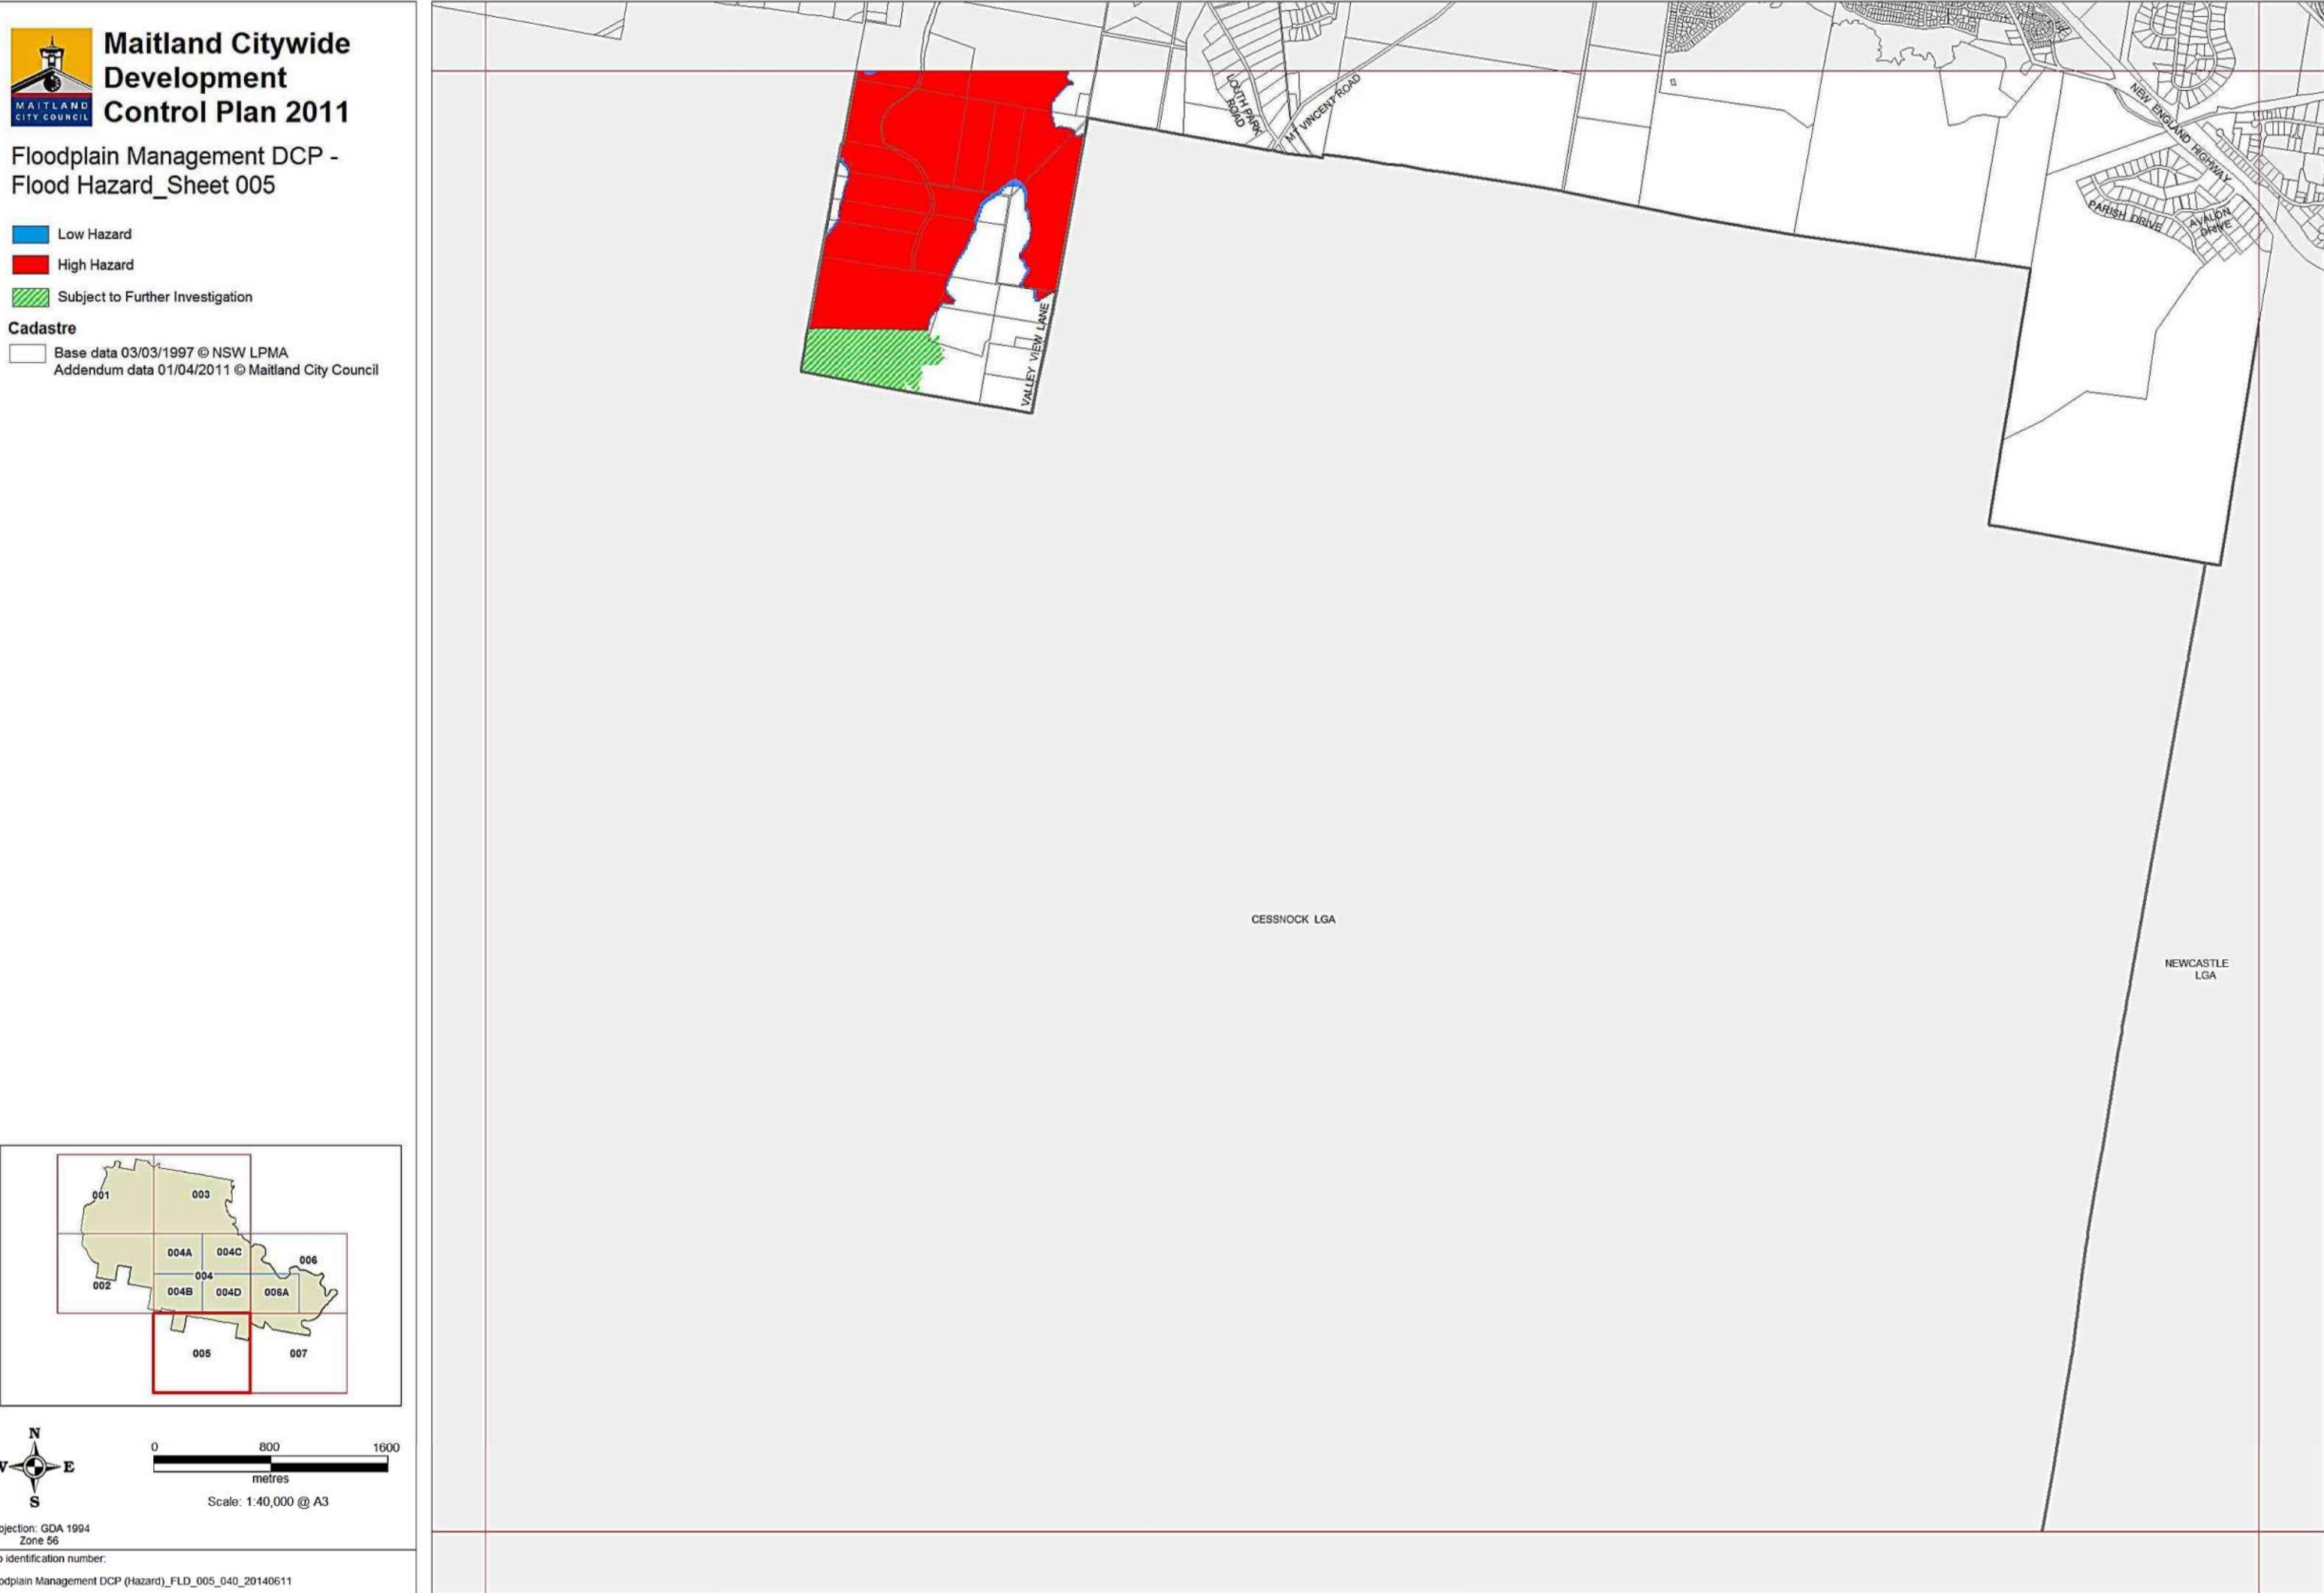 MAITLAND
CITY COUNCIL
Maitland Citywide
Development
Control Plan 2011
Floodplain Management DCP -
Flood Hazard_Sheet 005
Low Hazard
High Hazard
Subject to Further Investigation
Cadastre
Base data 03/03/1997 © NSW LPMA
Addendum data 01/04/2011 © Maitland City Council
001
003
004A
004C
006
004
002
004B
004D
006A
005
007
N
E
S
0
800
1600
metres
Scale: 1:40,000 @ A3
ojection: GDA 1994
Zone 56
identification number:
odplain Management DCP (Hazard)_FLD_005_040_20140611
LOUTH PARK
ROAD
MT VINCENT ROAD
NEW ENGLAND HIGHWAY
PARISH DRIVE
AVALON
DRIVE
VALLEY VIEW LANE
CESSNOCK LGA
NEWCASTLE
LGA